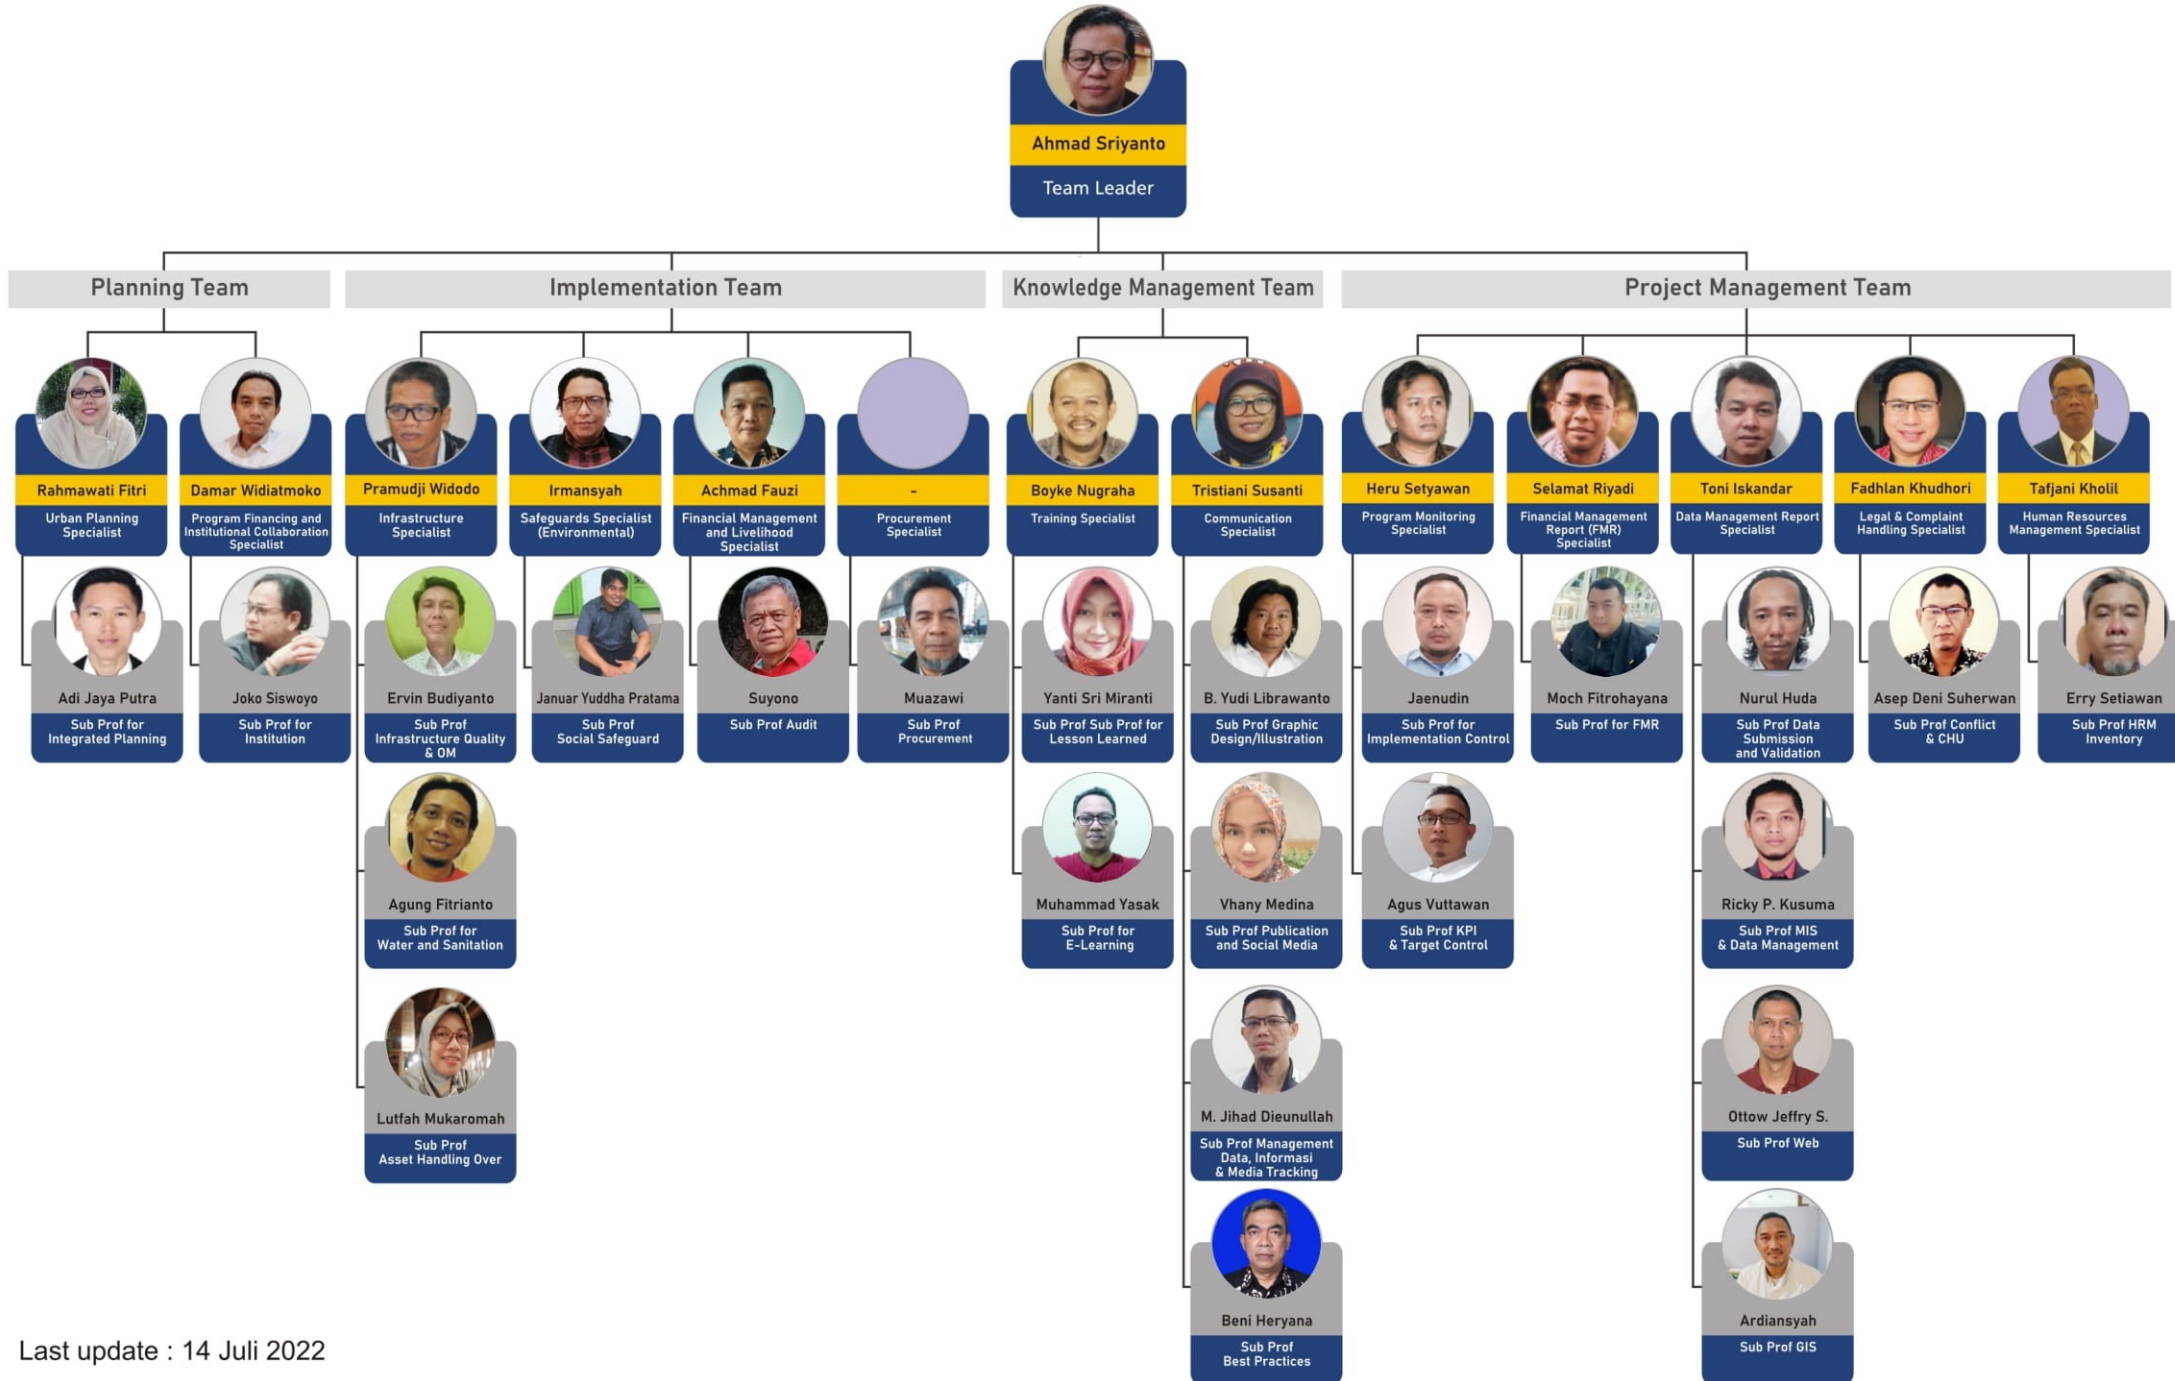 Ahmad Sriyanto
Team Leader
Planning Team
Implementation Team
Knowledge Management Team
Project Management Team
Rahmawati Fitri
Urban Planning
Specialist
Damar Widiatmoko
Program Financing and
Institutional Collaboration
Specialist
Pramudji Widodo
Infrastructure
Specialist
Irmansyah
Safeguards Specialist
(Environmental)
Achmad Fauzi
Financial Management
and Livelihood
Specialist
-
Procurement
Specialist
Boyke Nugraha
Training Specialist
Tristiani Susanti
Communication
Specialist
Heru Setyawan
Program Monitoring
Specialist
Selamat Riyadi
Financial Management
Report (FMR)
Specialist
Toni Iskandar
Data Management Report
Specialist
Fadhlan Khudhori
Legal & Complaint
Handling Specialist
Tafjani Kholil
Human Resources
Management Specialist
Adi Jaya Putra
Sub Prof for
Integrated Planning
Joko Siswoyo
Sub Prof for
Institution
Ervin Budiyanto
Sub Prof
Infrastructure Quality
& OM
Januar Yuddha Pratama
Sub Prof
Social Safeguard
Suyono
Sub Prof Audit
Muazawi
Sub Prof
Procurement
Yanti Sri Miranti
Sub Prof Sub Prof for
Lesson Learned
B. Yudi Librawanto
Sub Prof Graphic
Design/Illustration
Jaenudin
Sub Prof for
Implementation Control
Moch Fitrohayana
Sub Prof for FMR
Nurul Huda
Sub Prof Data
Submission
and Validation
Asep Deni Suherwan
Sub Prof Conflict
& CHU
Erry Setiawan
Sub Prof HRM
Inventory
Agung Fitrianto
Sub Prof for
Water and Sanitation
Muhammad Yasak
Sub Prof for
E-Learning
Vhany Medina
Sub Prof Publication
and Social Media
Agus Vuttawan
Sub Prof KPI
& Target Control
Ricky P. Kusuma
Sub Prof MIS
& Data Management
Lutfah Mukaromah
Sub Prof
Asset Handling Over
M. Jihad Dieunullah
Sub Prof Management
Data, Informasi
& Media Tracking
Ottow Jeffry S.
Sub Prof Web
Beni Heryana
Sub Prof
Best Practices
Ardiansyah
Sub Prof GIS
Last update : 14 Juli 2022